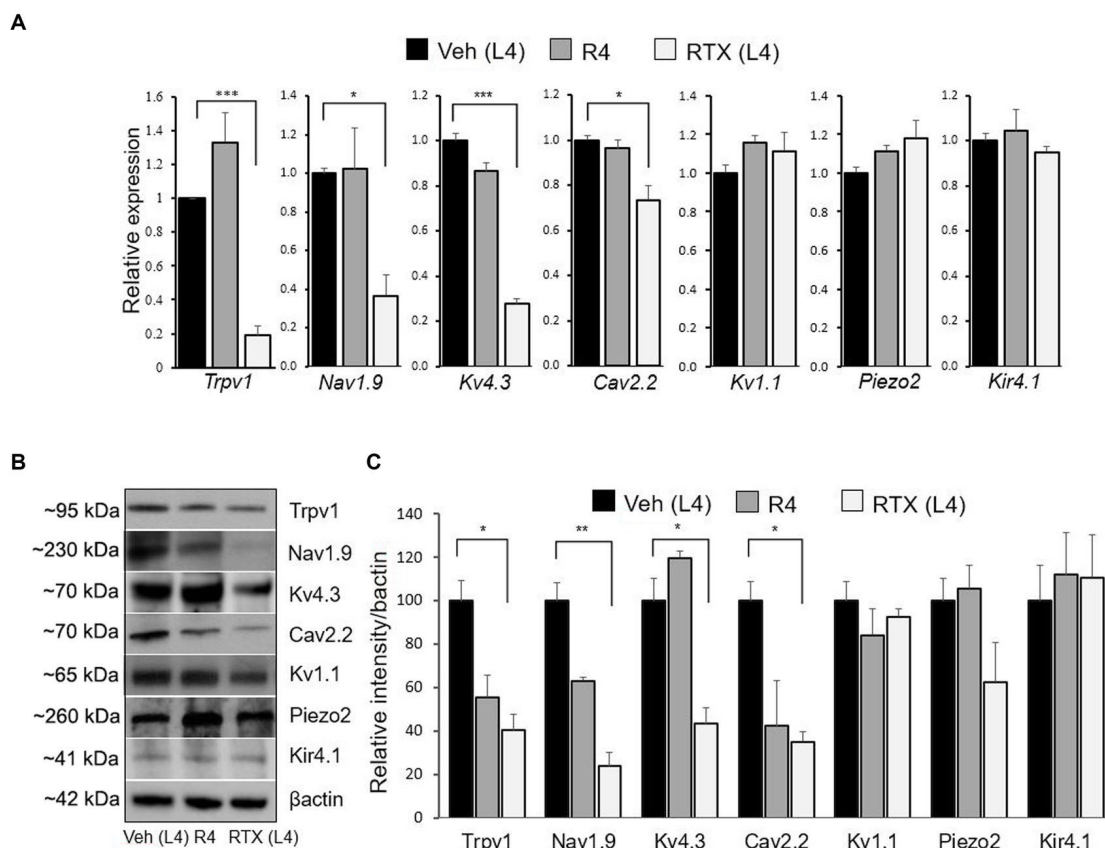 A
Veh (L4) R4 RTX (L4)
Relative expression
1.6 1.4 1.2 1 0.8 0.6 0.4 0.2 0
***
Trpv1
1.4 1.2 1.0 0.8 0.6 0.4 0.2 0.0
*
Nav1.9
1.2 1.0 0.8 0.6 0.4 0.2 0.0
***
Kv4.3
1.2 1.0 0.8 0.6 0.4 0.2 0.0
*
Cav2.2
1.4 1.2 1.0 0.8 0.6 0.4 0.2 0.0
Kv1.1
1.4 1.2 1.0 0.8 0.6 0.4 0.2 0.0
Piezo2
1.2 1.0 0.8 0.6 0.4 0.2 0.0
Kir4.1
B
~95 kDa Trpv1
~230 kDa Nav1.9
~70 kDa Kv4.3
~70 kDa Cav2.2
~65 kDa Kv1.1
~260 kDa Piezo2
~41 kDa Kir4.1
~42 kDa βactin
Veh (L4) R4 RTX (L4)
C
Veh (L4) R4 RTX (L4)
Relative intensity/bactin
140
120
100
80
60
40
20
0
* ** * *
Trpv1 Nav1.9 Kv4.3 Cav2.2 Kv1.1 Piezo2 Kir4.1